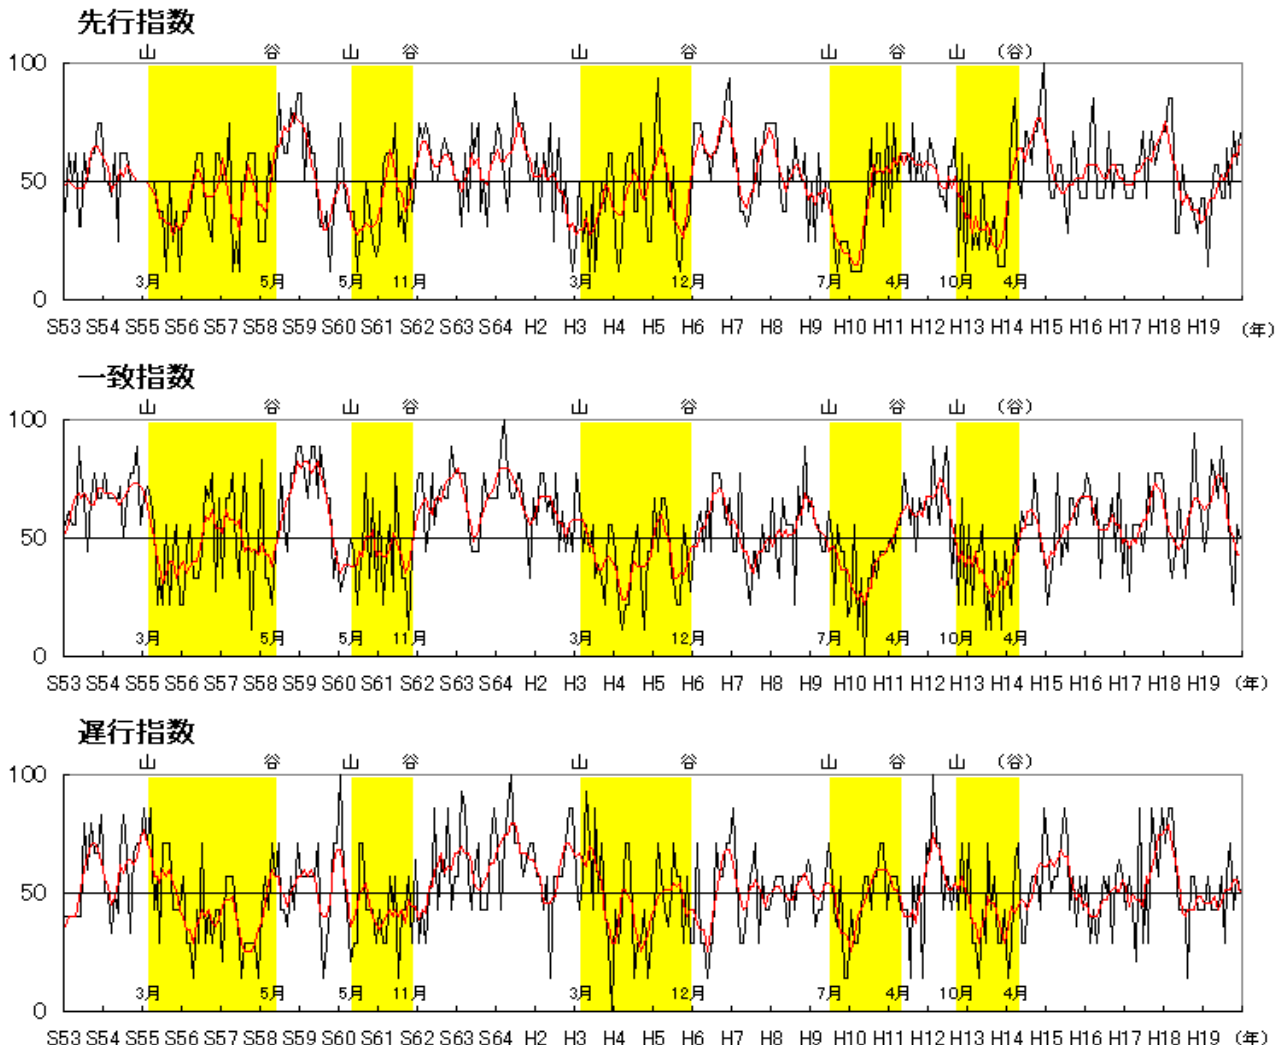 先行指数
山 谷 山 谷 山 谷 山 谷 山 (谷)
100
50
3月 5月 5月 11月 3月 12月 7月 4月 10月 4月
0
S53 S54 S55 S56 S57 S58 S59 S60 S61 S62 S63 S64 H2 H3 H4 H5 H6 H7 H8 H9 H10 H11 H12 H13 H14 H15 H16 H17 H18 H19 (年)
一致指数
山 谷 山 谷 山 谷 山 谷 山 (谷)
100
50
3月 5月 5月 11月 3月 12月 7月 4月 10月 4月
0
S53 S54 S55 S56 S57 S58 S59 S60 S61 S62 S63 S64 H2 H3 H4 H5 H6 H7 H8 H9 H10 H11 H12 H13 H14 H15 H16 H17 H18 H19 (年)
遅行指数
山 谷 山 谷 山 谷 山 谷 山 (谷)
100
50
3月 5月 5月 11月 3月 12月 7月 4月 10月 4月
0
S53 S54 S55 S56 S57 S58 S59 S60 S61 S62 S63 S64 H2 H3 H4 H5 H6 H7 H8 H9 H10 H11 H12 H13 H14 H15 H16 H17 H18 H19 (年)